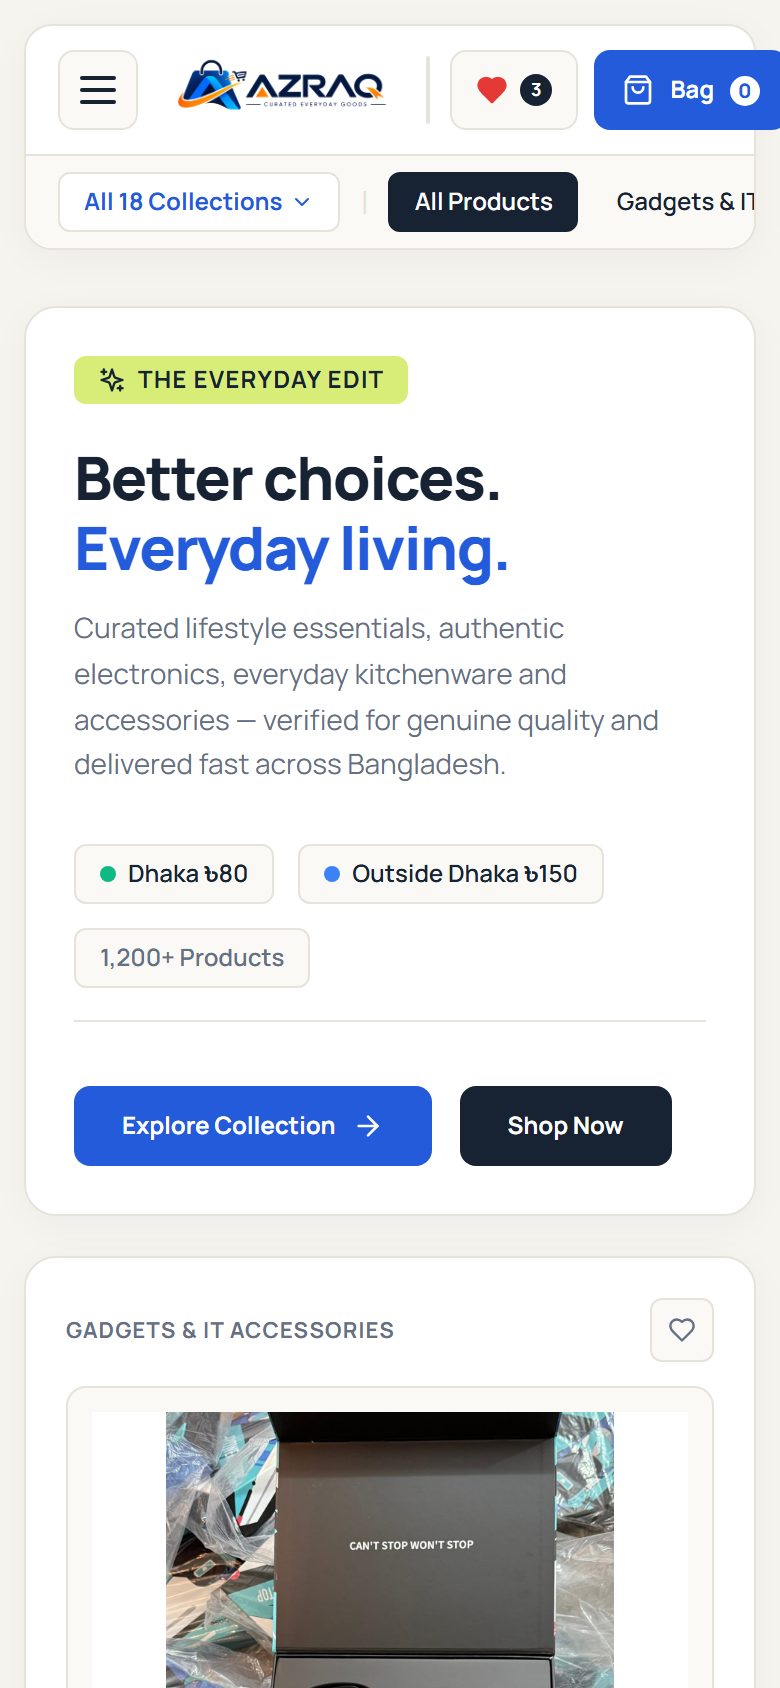 AZRAQ
CURATED EVERYDAY GOODS
3
Bag 0
All 18 Collections
All Products
Gadgets & IT
THE EVERYDAY EDIT
Better choices.
Everyday living.
Curated lifestyle essentials, authentic
electronics, everyday kitchenware and
accessories — verified for genuine quality and
delivered fast across Bangladesh.
Dhaka ৳80
Outside Dhaka ৳150
1,200+ Products
Explore Collection
Shop Now
GADGETS & IT ACCESSORIES
CAN'T STOP WON'T STOP